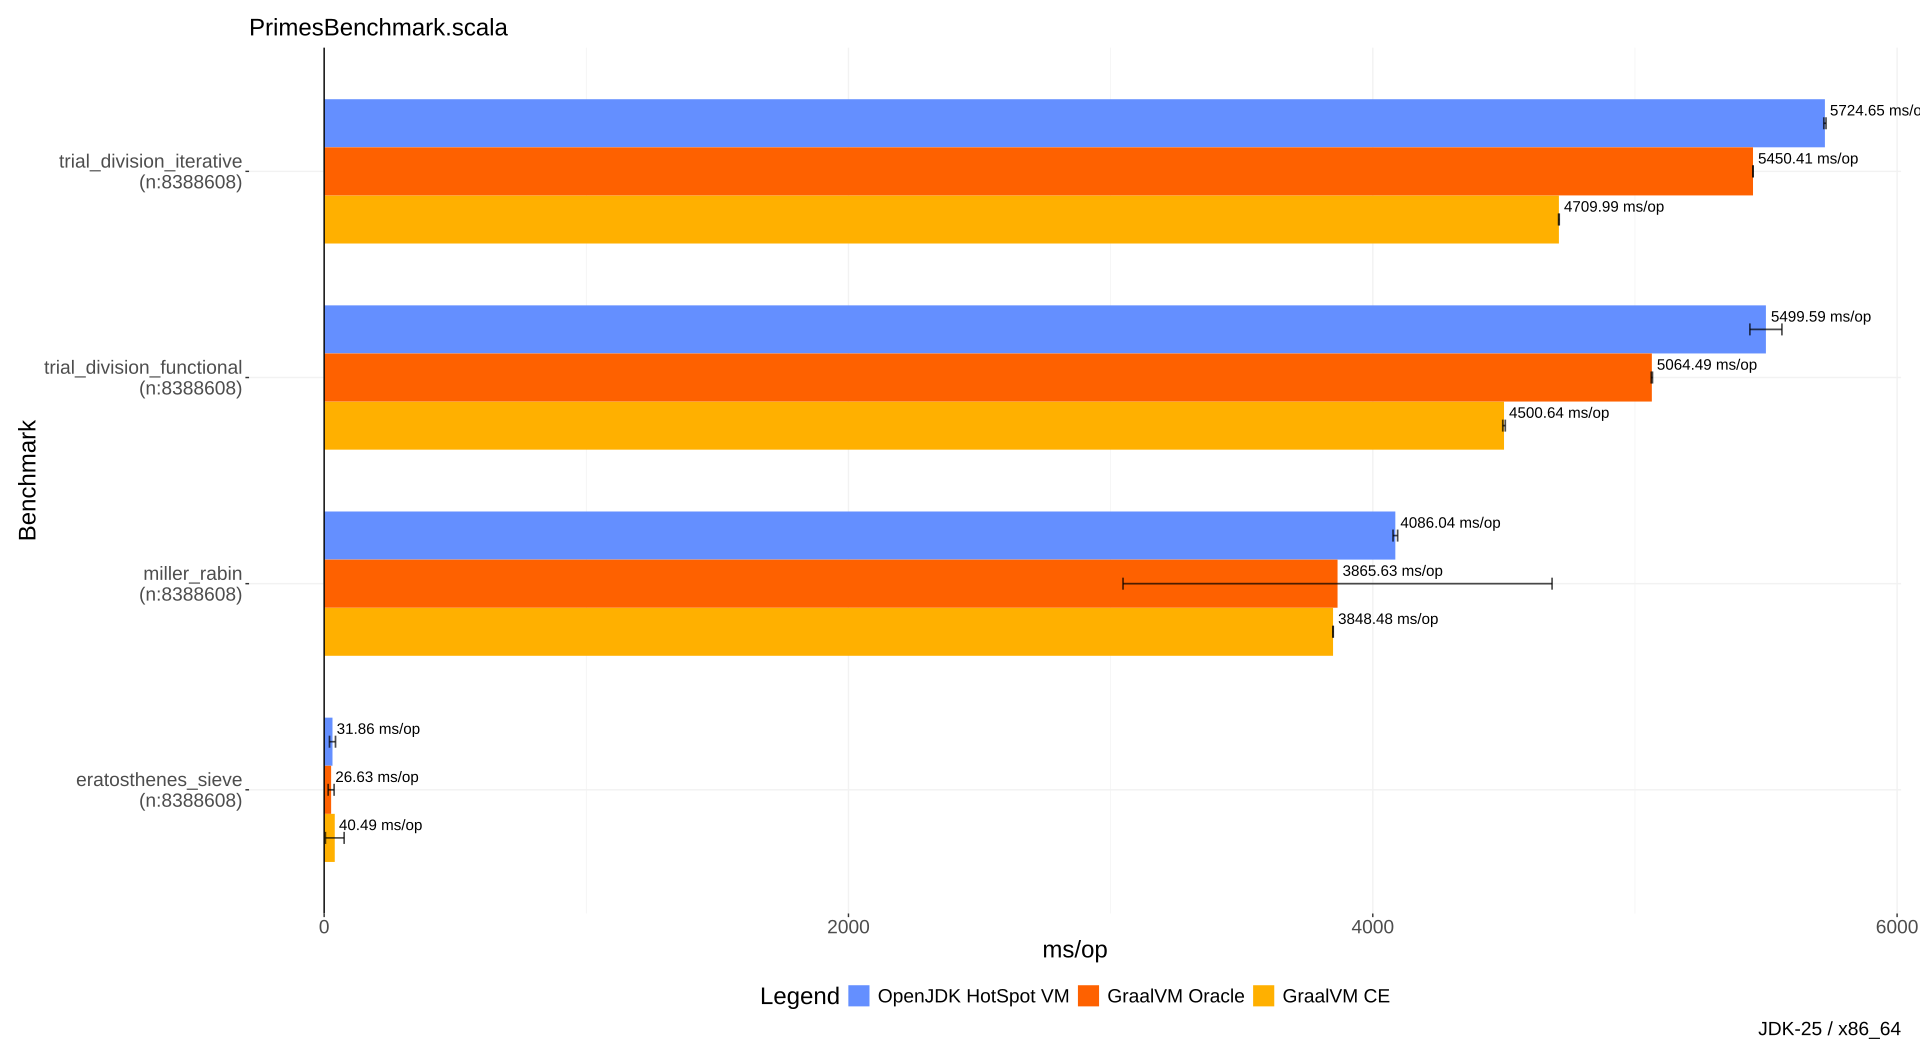 PrimesBenchmark.scala
trial_division_iterative
(n:8388608)
5724.65 ms/o
5450.41 ms/op
4709.99 ms/op
trial_division_functional
(n:8388608)
5499.59 ms/op
5064.49 ms/op
4500.64 ms/op
Benchmark
miller_rabin
(n:8388608)
4086.04 ms/op
3865.63 ms/op
3848.48 ms/op
eratosthenes_sieve
(n:8388608)
31.86 ms/op
26.63 ms/op
40.49 ms/op
0 2000 4000 6000
ms/op
Legend OpenJDK HotSpot VM GraalVM Oracle GraalVM CE
JDK-25 / x86_64